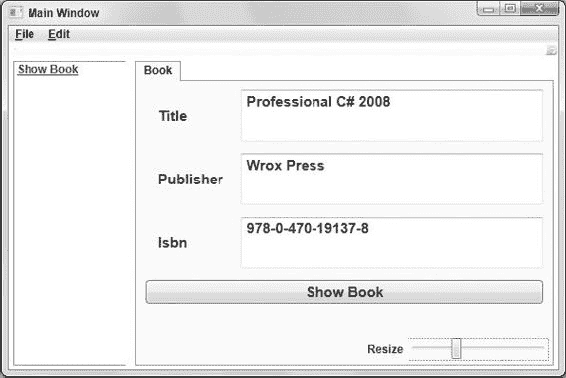 Main Window
File Edit
Show Book
Book
Title
Professional C# 2008
Publisher
Wrox Press
Isbn
978-0-470-19137-8
Show Book
Resize